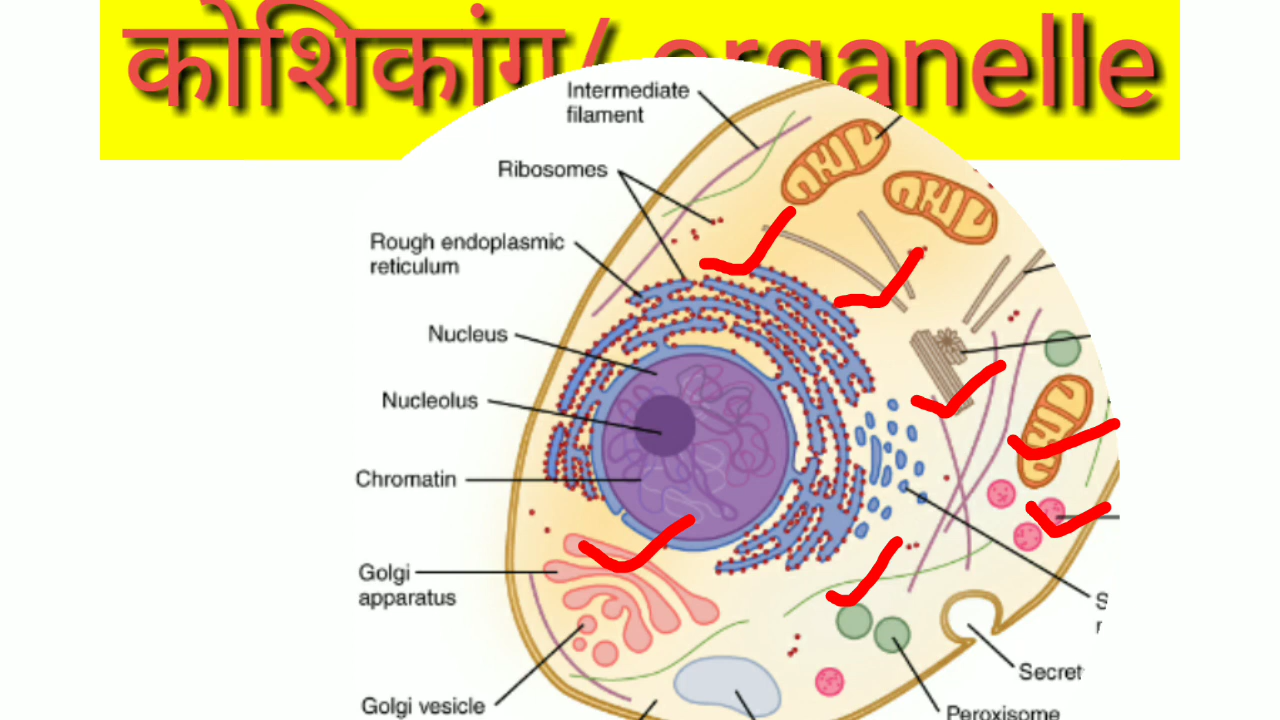 कोशिकांग/ organelle
Intermediate
filament
Ribosomes
Rough endoplasmic
reticulum
Nucleus
Nucleolus
Chromatin
Golgi
apparatus
Golgi vesicle
S
r
Secret
Peroxisome